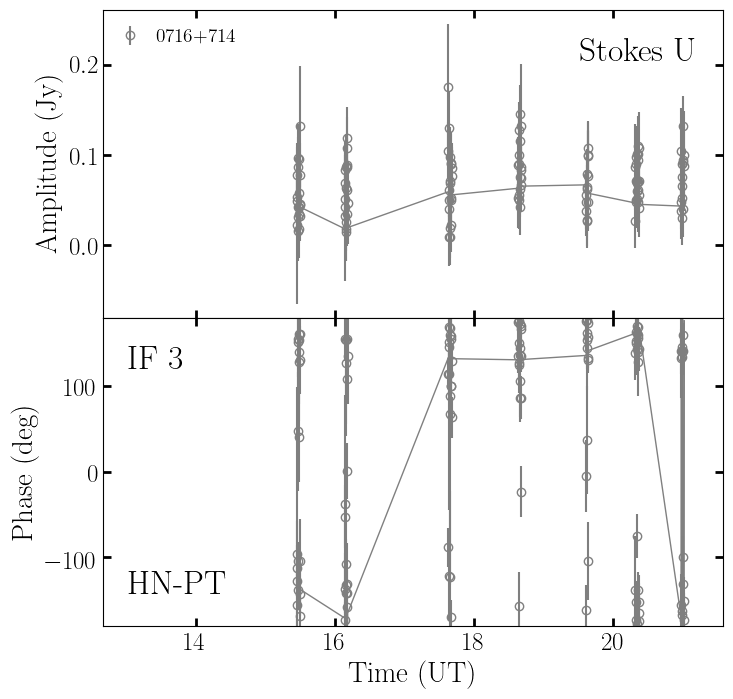 0716+714
Stokes U
0.2
0.1
0.0
Amplitude (Jy)
IF 3
100
0
−100
Phase (deg)
HN-PT
14 16 18 20
Time (UT)